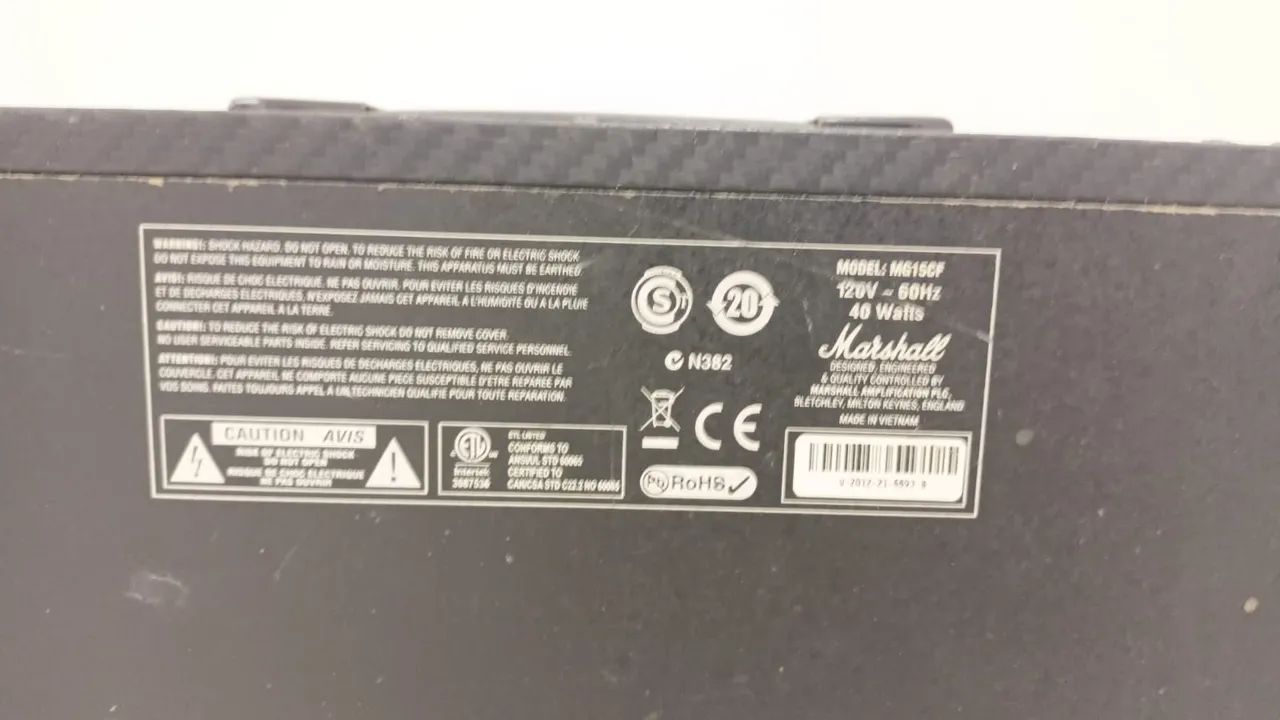 WARNING: SHOCK HAZARD. DO NOT OPEN. TO REDUCE THE RISK OF FIRE OR ELECTRIC SHOCK
DO NOT EXPOSE THIS EQUIPMENT TO RAIN OR MOISTURE. THIS APPARATUS MUST BE EARTHED
AVIS: RISQUE DE CHOC ELECTRIQUE. NE PAS OUVRIR. POUR EVITER LES RISQUES D'INCENDIE
ET DE DECHARGES ELECTRIQUES, N'EXPOSEZ JAMAIS CET APPAREIL A L'HUMIDITE OU A LA PLUIE
CONNECTER CET APPAREIL A LA TERRE.
CAUTION: TO REDUCE THE RISK OF ELECTRIC SHOCK DO NOT REMOVE COVER.
NO USER SERVICEABLE PARTS INSIDE. REFER SERVICING TO QUALIFIED SERVICE PERSONNEL.
ATTENTION: POUR EVITER LES RISQUES DE DECHARGES ELECTRIQUES, NE PAS OUVRIR LE
COUVERCLE. CET APPAREIL NE COMPORTE AUCUNE PIECE SUSCEPTIBLE D'ETRE REPAREE PAR
VOS SOINS. FAITES TOUJOURS APPEL A UN TECHNICIEN QUALIFIE POUR TOUTE REPARATION.
CAUTION AVIS
RISK OF ELECTRIC SHOCK
DO NOT OPEN
RISQUE DE CHOC ELECTRIQUE
NE PAS OUVRIR
ETL
Intertek
ETL LISTED
CONFORMS TO
ANSI/UL STD 60065
CERTIFIED TO
CAN/CSA STD C22.2 NO 60065
S
20
N382
CE
Pb RoHS
MODEL: MG15CF
120V ~ 60Hz
40 Watts
Marshall
DESIGNED, ENGINEERED
& QUALITY CONTROLLED BY
MARSHALL AMPLIFICATION PLC,
BLETCHLEY, MILTON KEYNES, ENGLAND
MADE IN VIETNAM